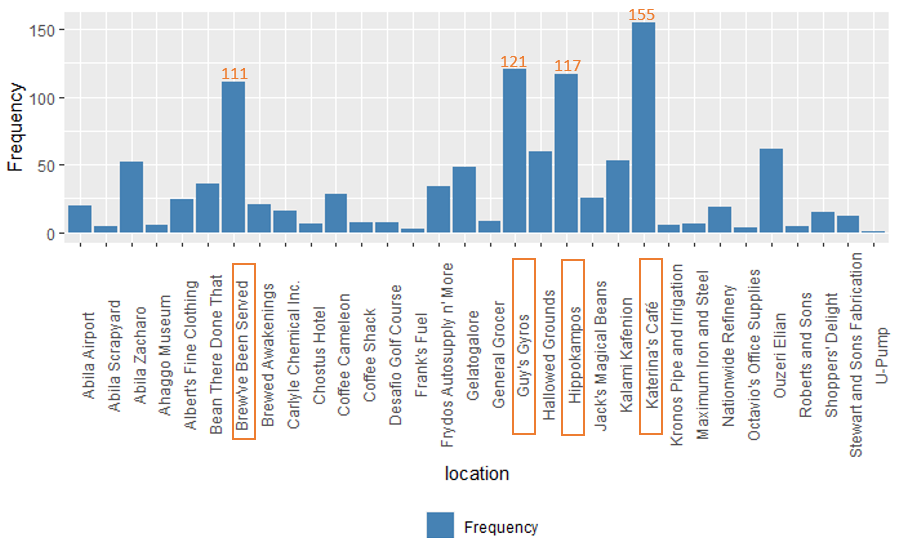 155
150
121
117
111
100
50
0
Frequency
Abila Airport
Abila Scrapyard
Abila Zacharo
Ahaggo Museum
Albert's Fine Clothing
Bean There Done That
Brew've Been Served
Brewed Awakenings
Carlyle Chemical Inc.
Chostus Hotel
Coffee Cameleon
Coffee Shack
Desafio Golf Course
Frank's Fuel
Frydos Autosupply n' More
Gelatogalore
General Grocer
Guy's Gyros
Hallowed Grounds
Hippokampos
Jack's Magical Beans
Kalami Kafenion
Katerina's Café
Kronos Pipe and Irrigation
Maximum Iron and Steel
Nationwide Refinery
Octavio's Office Supplies
Ouzeri Elian
Roberts and Sons
Shoppers' Delight
Stewart and Sons Fabrication
U-Pump
location
Frequency